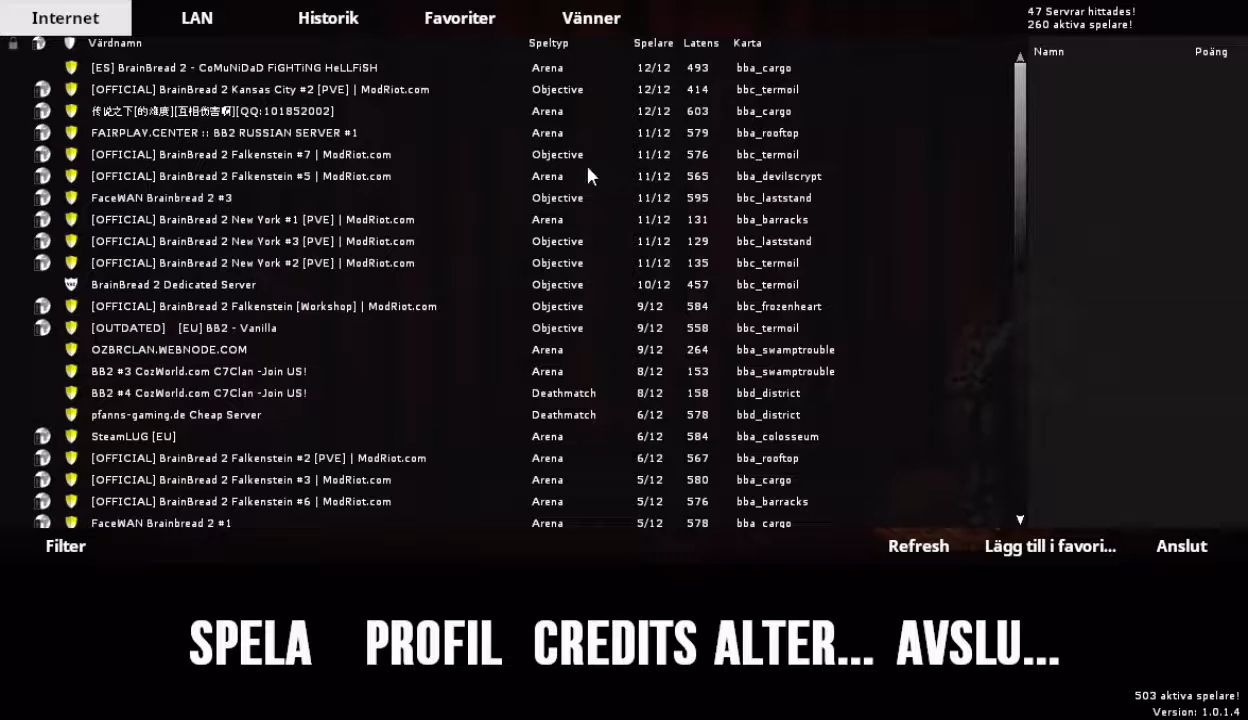 Internet LAN Historik Favoriter Vänner
47 Servrar hittades!
260 aktiva spelare!
Värdnamn Speltyp Spelare Latens Karta
Namn Poäng
[ES] BrainBread 2 - CoMuNiDaD FiGHTiNG HeLLFiSH Arena 12/12 493 bba_cargo
[OFFICIAL] BrainBread 2 Kansas City #2 [PVE] | ModRiot.com Objective 12/12 414 bbc_termoil
传说之下[的难度][互相伤害啊][QQ:101852002] Arena 12/12 603 bba_cargo
FAIRPLAY.CENTER :: BB2 RUSSIAN SERVER #1 Arena 11/12 579 bba_rooftop
[OFFICIAL] BrainBread 2 Falkenstein #7 | ModRiot.com Objective 11/12 576 bbc_termoil
[OFFICIAL] BrainBread 2 Falkenstein #5 | ModRiot.com Arena 11/12 565 bba_devilscrypt
FaceWAN Brainbread 2 #3 Objective 11/12 595 bbc_laststand
[OFFICIAL] BrainBread 2 New York #1 [PVE] | ModRiot.com Arena 11/12 131 bba_barracks
[OFFICIAL] BrainBread 2 New York #3 [PVE] | ModRiot.com Objective 11/12 129 bbc_laststand
[OFFICIAL] BrainBread 2 New York #2 [PVE] | ModRiot.com Objective 11/12 135 bbc_termoil
BrainBread 2 Dedicated Server Objective 10/12 457 bbc_termoil
[OFFICIAL] BrainBread 2 Falkenstein [Workshop] | ModRiot.com Objective 9/12 584 bbc_frozenheart
[OUTDATED] [EU] BB2 - Vanilla Objective 9/12 558 bbc_termoil
OZBRCLAN.WEBNODE.COM Arena 9/12 264 bba_swamptrouble
BB2 #3 CozWorld.com C7Clan -Join US! Arena 8/12 153 bba_swamptrouble
BB2 #4 CozWorld.com C7Clan -Join US! Deathmatch 8/12 158 bbd_district
pfanns-gaming.de Cheap Server Deathmatch 6/12 578 bbd_district
SteamLUG [EU] Arena 6/12 584 bba_colosseum
[OFFICIAL] BrainBread 2 Falkenstein #2 [PVE] | ModRiot.com Arena 6/12 567 bba_rooftop
[OFFICIAL] BrainBread 2 Falkenstein #3 | ModRiot.com Arena 5/12 580 bba_cargo
[OFFICIAL] BrainBread 2 Falkenstein #6 | ModRiot.com Arena 5/12 576 bba_barracks
FaceWAN Brainbread 2 #1 Arena 5/12 578 bba_cargo
Filter Refresh Lägg till i favori... Anslut
SPELA PROFIL CREDITS ALTER... AVSLU...
503 aktiva spelare!
Version: 1.0.1.4